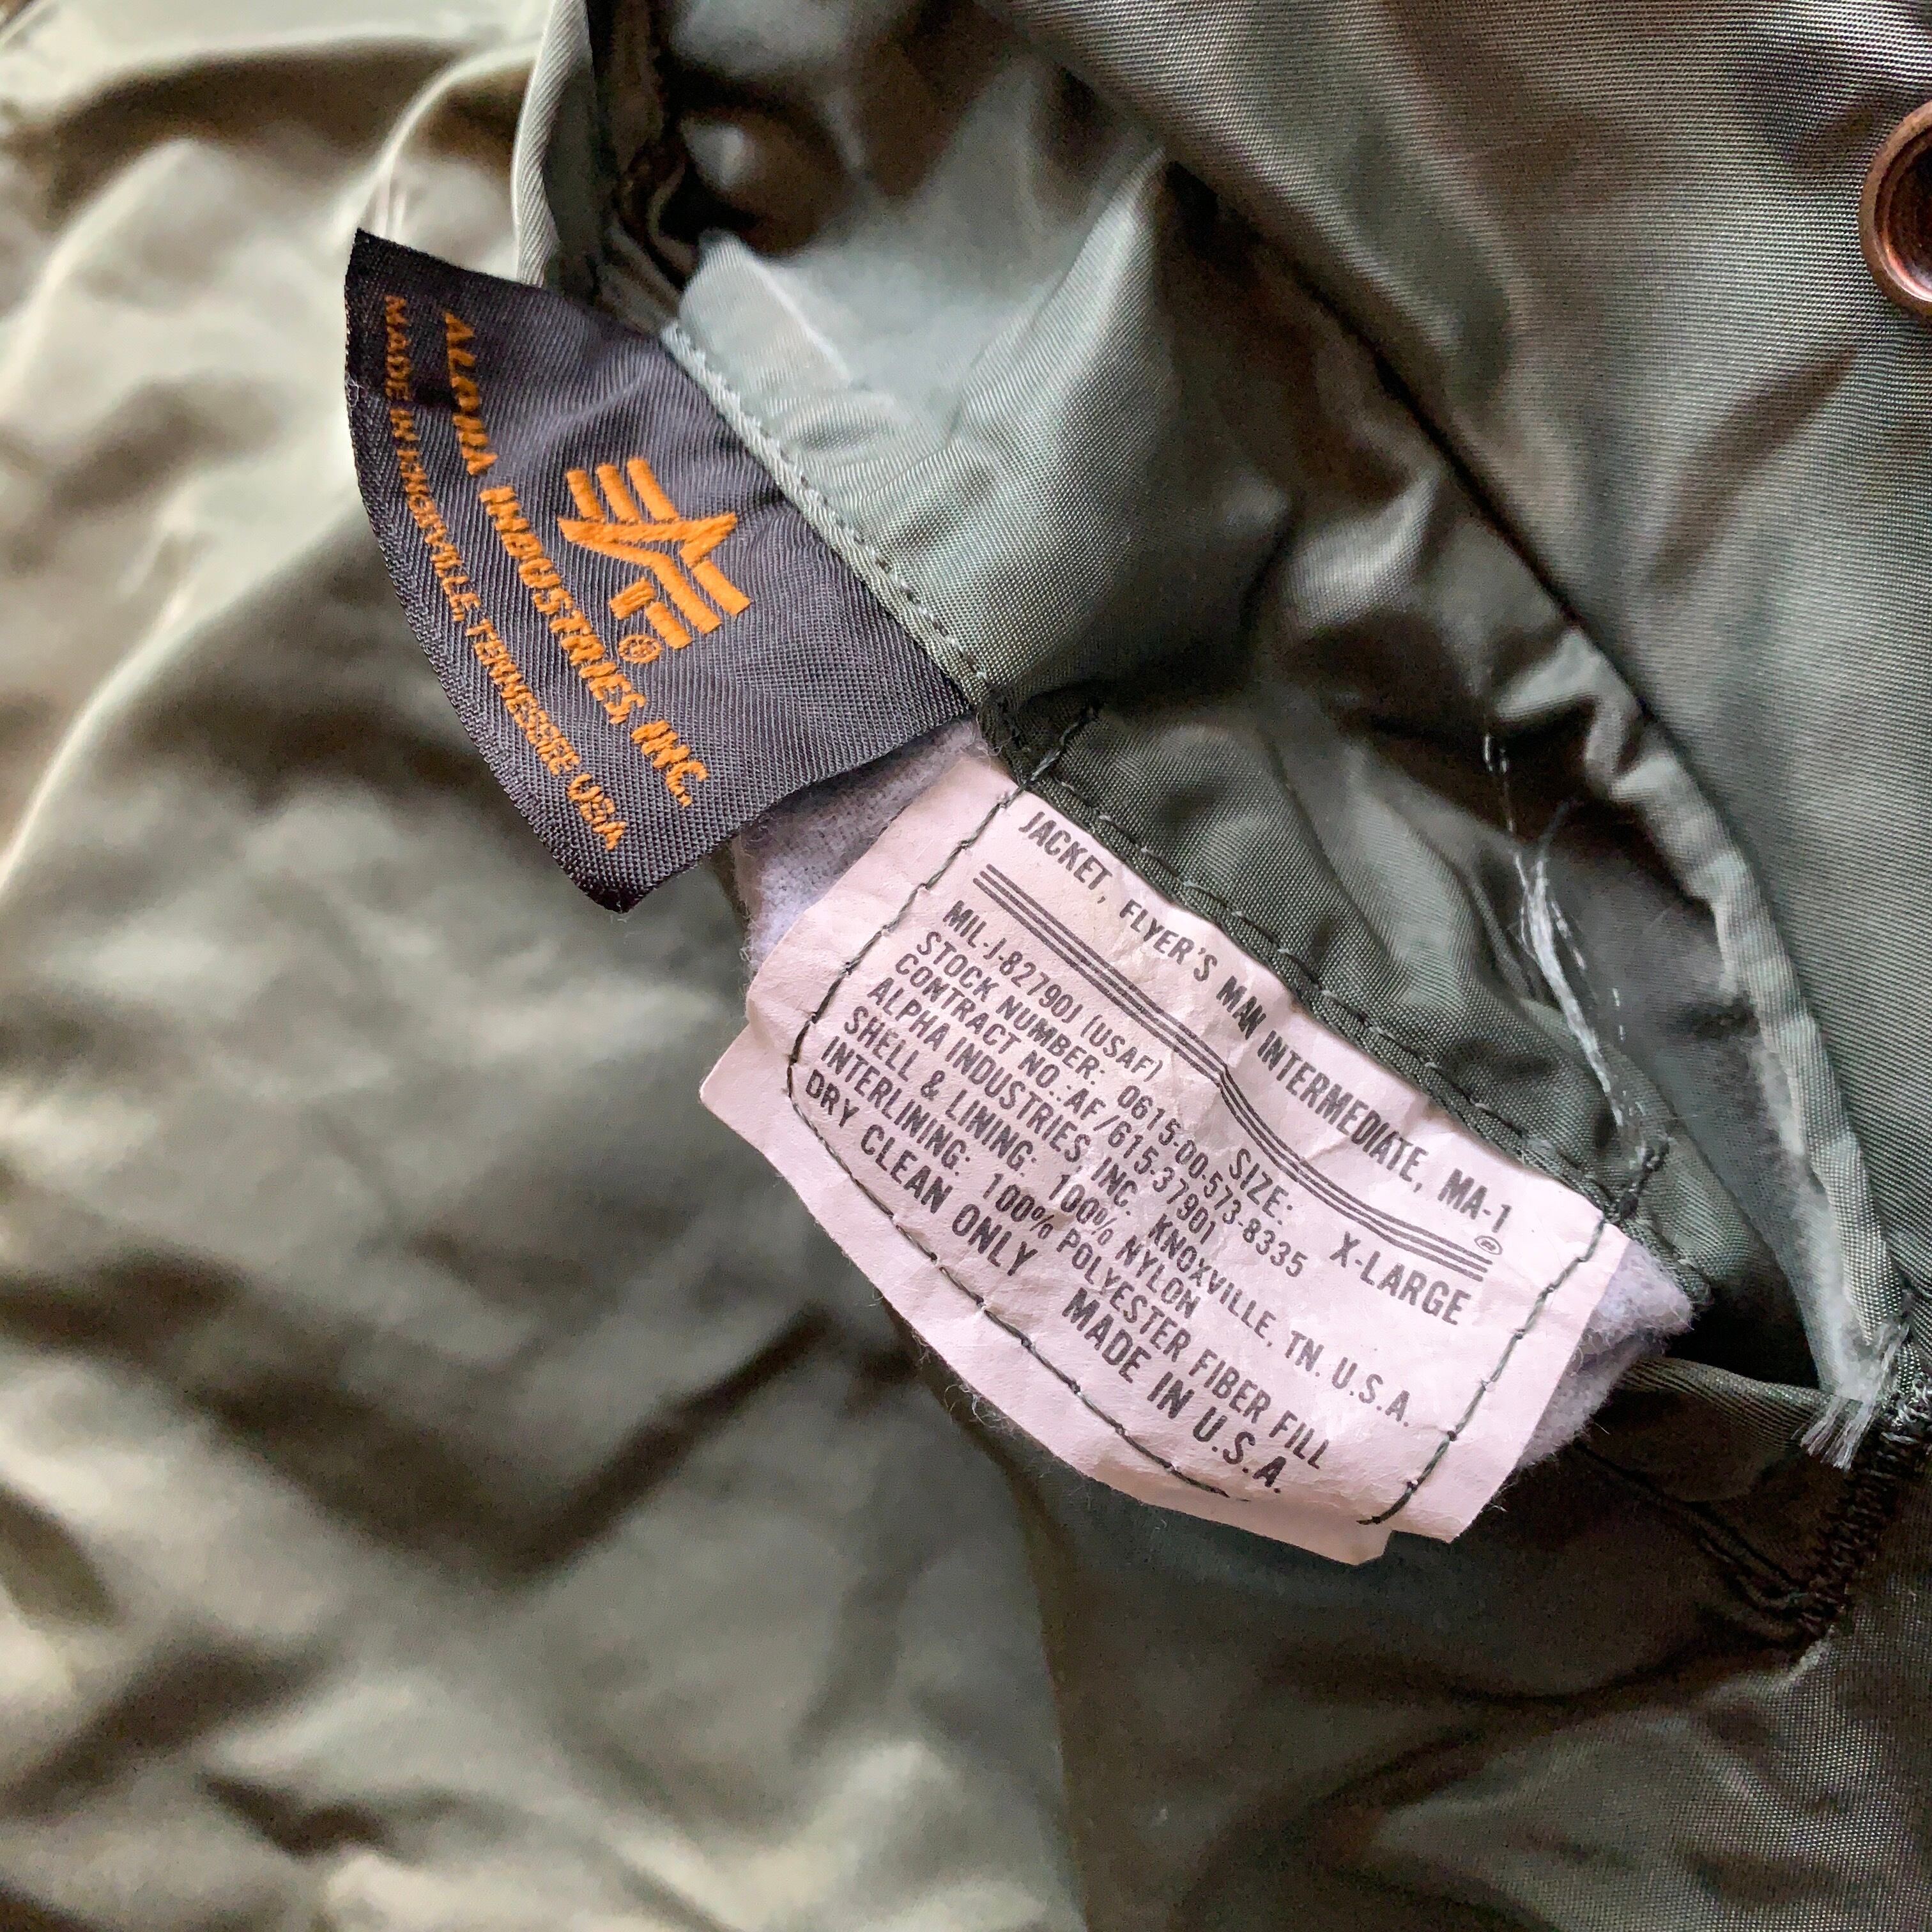 ALPHA INDUSTRIES, INC.
MADE IN KNOXVILLE, TENNESSEE USA
JACKET, FLYER'S MAN INTERMEDIATE, MA-1
®
SIZE: X-LARGE
MIL-J-82790J (USAF)
STOCK NUMBER: 0615-00-573-8335
CONTRACT NO.:AF/615-37901
ALPHA INDUSTRIES, INC. KNOXVILLE, TN. U.S.A.
SHELL & LINING: 100% NYLON
INTERLINING: 100% POLYESTER FIBER FILL
DRY CLEAN ONLY MADE IN U.S.A.